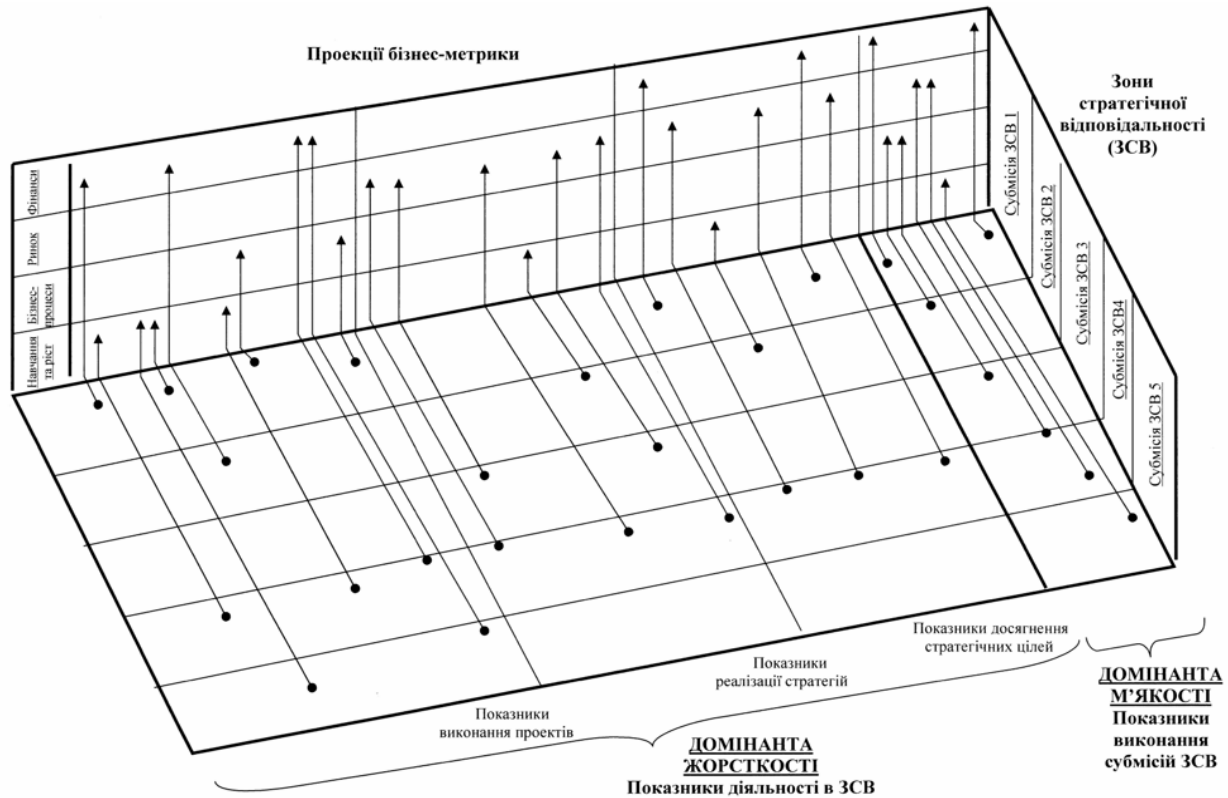 Проекції бізнес-метрики
Зони
стратегічної
відповідальності
(ЗСВ)
Фінанси
Ринок
Бізнес-
процеси
Навчання
та ріст
Субмісія ЗСВ 1
Субмісія ЗСВ 2
Субмісія ЗСВ 3
Субмісія ЗСВ4
Субмісія ЗСВ 5
Показники досягнення
стратегічних цілей
Показники
реалізації стратегій
Показники
виконання проектів
ДОМІНАНТА
ЖОРСТКОСТІ
Показники діяльності в ЗСВ
ДОМІНАНТА
М’ЯКОСТІ
Показники
виконання
субмісій ЗСВ